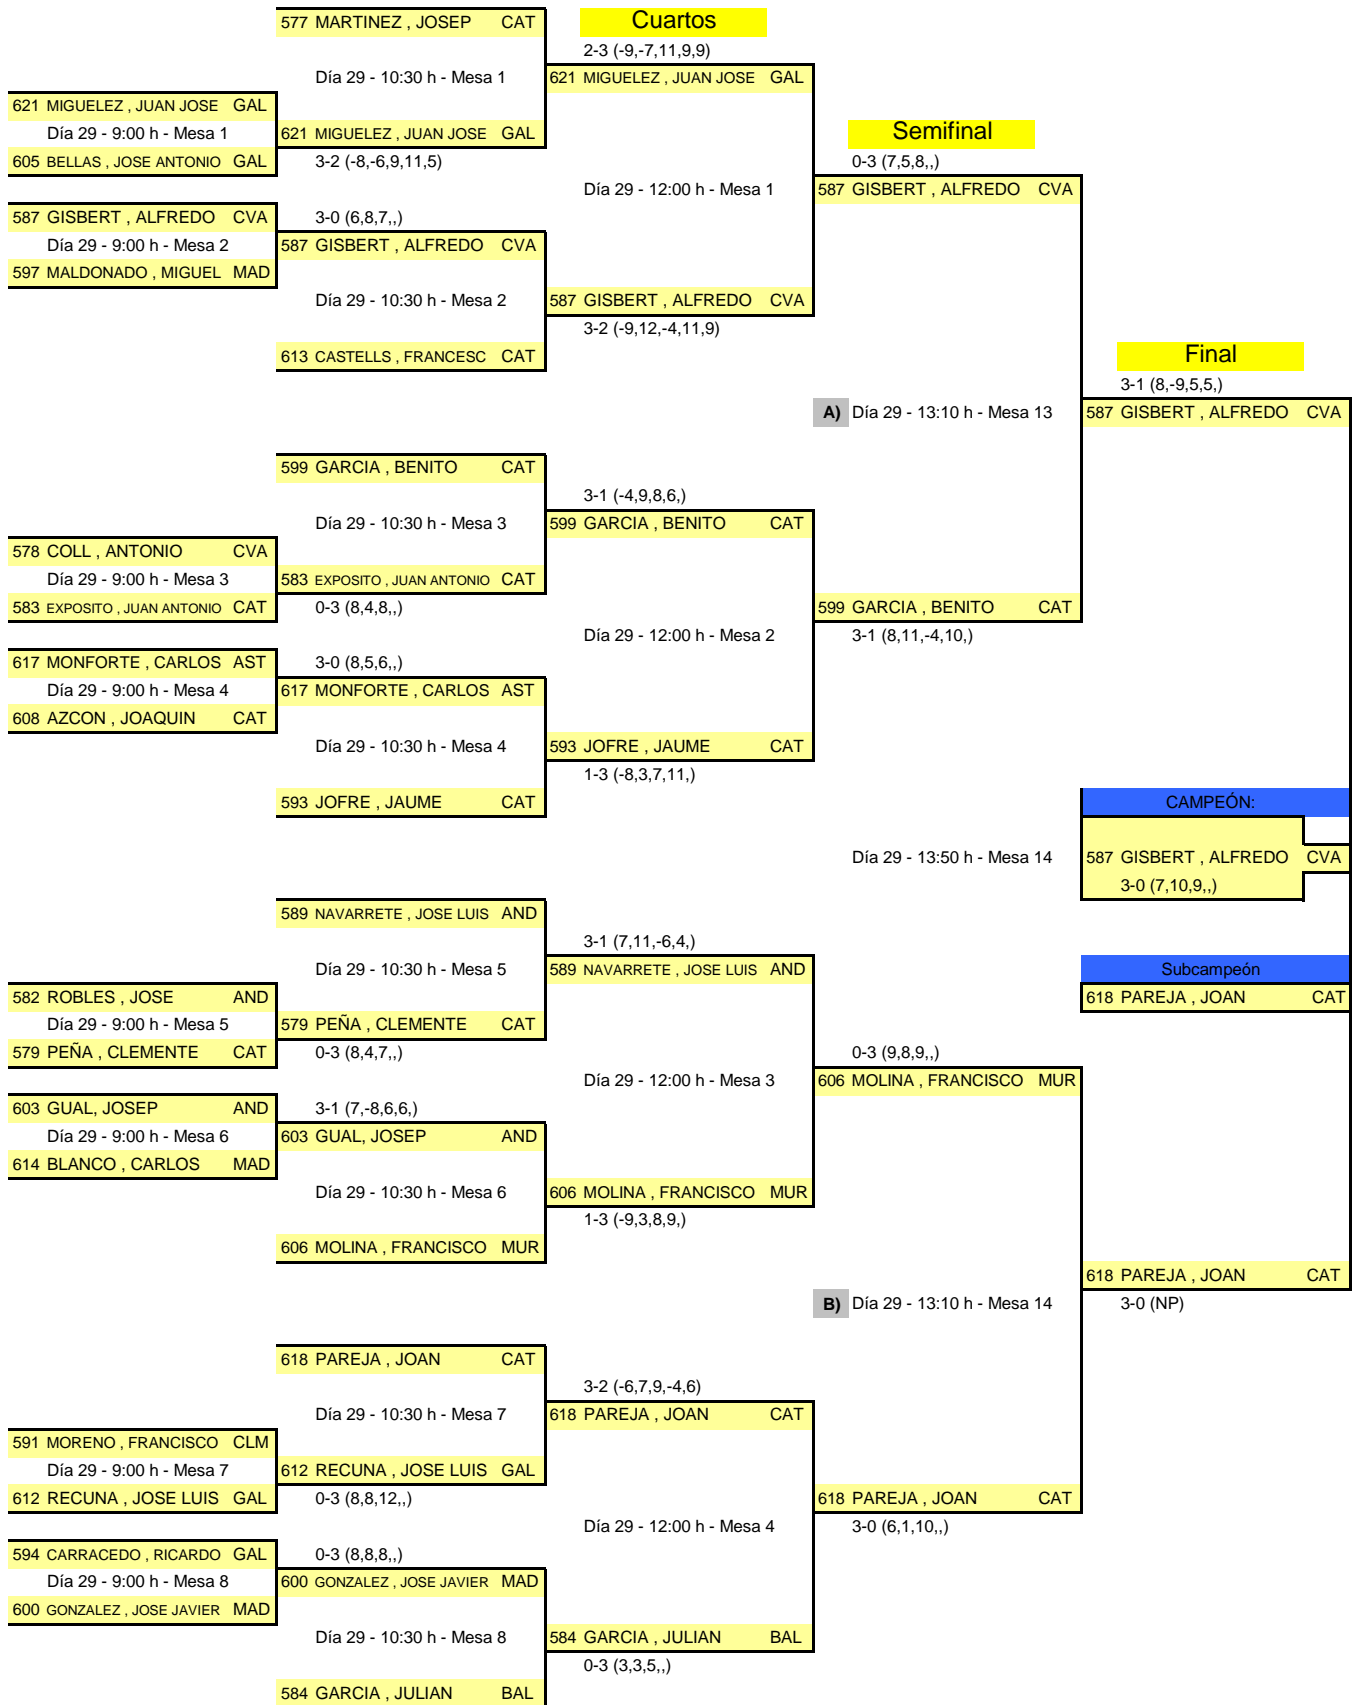 577 MARTINEZ , JOSEP CAT
Cuartos
2-3 (-9,-7,11,9,9)
Día 29 - 10:30 h - Mesa 1
621 MIGUELEZ , JUAN JOSE GAL
621 MIGUELEZ , JUAN JOSE GAL
Día 29 - 9:00 h - Mesa 1
621 MIGUELEZ , JUAN JOSE GAL
Semifinal
605 BELLAS , JOSE ANTONIO GAL
3-2 (-8,-6,9,11,5)
0-3 (7,5,8,,)
Día 29 - 12:00 h - Mesa 1
587 GISBERT , ALFREDO CVA
587 GISBERT , ALFREDO CVA
3-0 (6,8,7,,)
Día 29 - 9:00 h - Mesa 2
587 GISBERT , ALFREDO CVA
597 MALDONADO , MIGUEL MAD
Día 29 - 10:30 h - Mesa 2
587 GISBERT , ALFREDO CVA
3-2 (-9,12,-4,11,9)
613 CASTELLS , FRANCESC CAT
Final
3-1 (8,-9,5,5,)
A) Día 29 - 13:10 h - Mesa 13
587 GISBERT , ALFREDO CVA
599 GARCIA , BENITO CAT
3-1 (-4,9,8,6,)
Día 29 - 10:30 h - Mesa 3
599 GARCIA , BENITO CAT
578 COLL , ANTONIO CVA
Día 29 - 9:00 h - Mesa 3
583 EXPOSITO , JUAN ANTONIO CAT
583 EXPOSITO , JUAN ANTONIO CAT
0-3 (8,4,8,,)
599 GARCIA , BENITO CAT
Día 29 - 12:00 h - Mesa 2
3-1 (8,11,-4,10,)
617 MONFORTE , CARLOS AST
3-0 (8,5,6,,)
Día 29 - 9:00 h - Mesa 4
617 MONFORTE , CARLOS AST
608 AZCON , JOAQUIN CAT
Día 29 - 10:30 h - Mesa 4
593 JOFRE , JAUME CAT
1-3 (-8,3,7,11,)
593 JOFRE , JAUME CAT
CAMPEÓN:
Día 29 - 13:50 h - Mesa 14
587 GISBERT , ALFREDO CVA
3-0 (7,10,9,,)
589 NAVARRETE , JOSE LUIS AND
3-1 (7,11,-6,4,)
Día 29 - 10:30 h - Mesa 5
589 NAVARRETE , JOSE LUIS AND
Subcampeón
582 ROBLES , JOSE AND
618 PAREJA , JOAN CAT
Día 29 - 9:00 h - Mesa 5
579 PEÑA , CLEMENTE CAT
579 PEÑA , CLEMENTE CAT
0-3 (8,4,7,,)
0-3 (9,8,9,,)
Día 29 - 12:00 h - Mesa 3
606 MOLINA , FRANCISCO MUR
603 GUAL, JOSEP AND
3-1 (7,-8,6,6,)
Día 29 - 9:00 h - Mesa 6
603 GUAL, JOSEP AND
614 BLANCO , CARLOS MAD
Día 29 - 10:30 h - Mesa 6
606 MOLINA , FRANCISCO MUR
1-3 (-9,3,8,9,)
606 MOLINA , FRANCISCO MUR
618 PAREJA , JOAN CAT
B) Día 29 - 13:10 h - Mesa 14
3-0 (NP)
618 PAREJA , JOAN CAT
3-2 (-6,7,9,-4,6)
Día 29 - 10:30 h - Mesa 7
618 PAREJA , JOAN CAT
591 MORENO , FRANCISCO CLM
Día 29 - 9:00 h - Mesa 7
612 RECUNA , JOSE LUIS GAL
612 RECUNA , JOSE LUIS GAL
0-3 (8,8,12,,)
618 PAREJA , JOAN CAT
Día 29 - 12:00 h - Mesa 4
3-0 (6,1,10,,)
594 CARRACEDO , RICARDO GAL
0-3 (8,8,8,,)
Día 29 - 9:00 h - Mesa 8
600 GONZALEZ , JOSE JAVIER MAD
600 GONZALEZ , JOSE JAVIER MAD
Día 29 - 10:30 h - Mesa 8
584 GARCIA , JULIAN BAL
0-3 (3,3,5,,)
584 GARCIA , JULIAN BAL